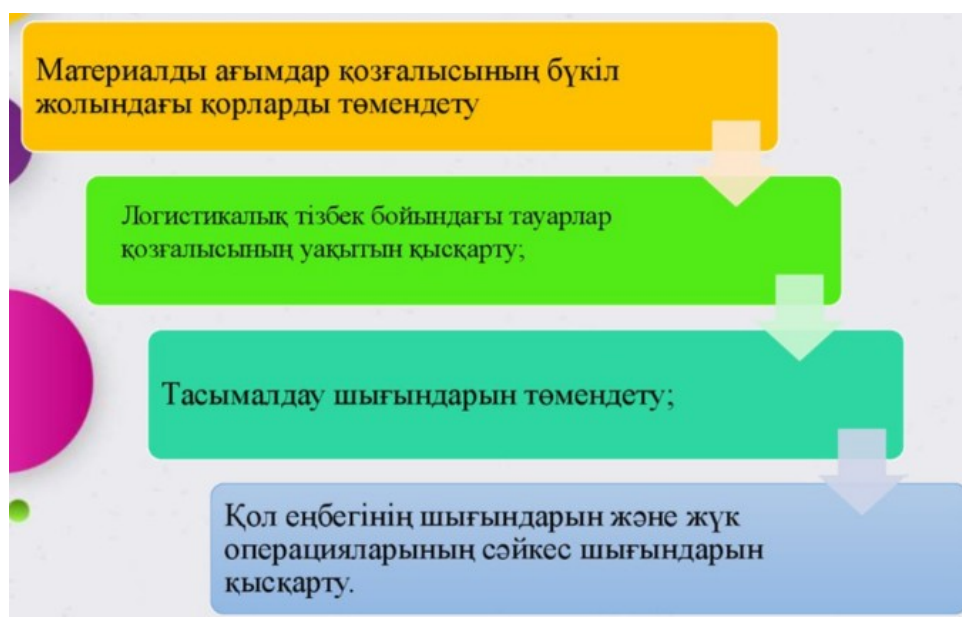 Материалды ағымдар қозғалысының бүкіл
жолындағы қорларды төмендету
Логистикалық тізбек бойындағы тауарлар
қозғалысының уақытын қысқарту;
Тасымалдау шығындарын төмендету;
Қол еңбегінің шығындарын және жүк
операцияларының сәйкес шығындарын
қысқарту.